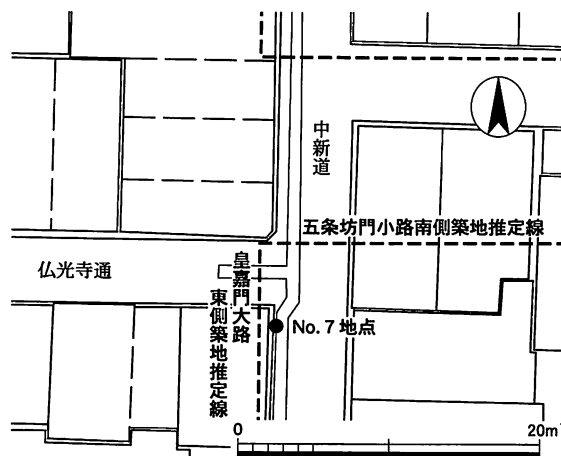 中新道
五条坊門小路南側築地推定線
仏光寺通
皇嘉門大路
東側築地推定線
No. 7 地点
0
20m